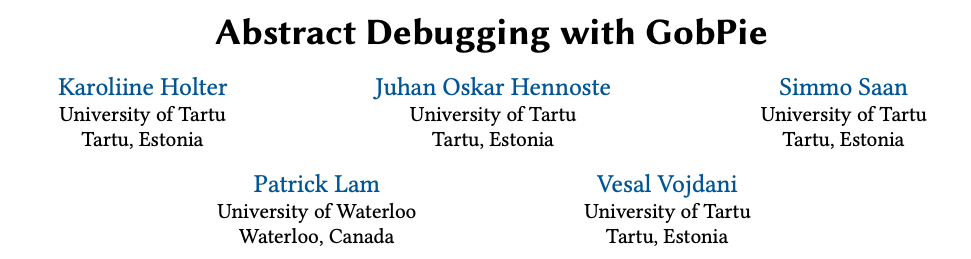 Abstract Debugging with GobPie
Karoliine Holter
University of Tartu
Tartu, Estonia
Juhan Oskar Hennoste
University of Tartu
Tartu, Estonia
Simmo Saan
University of Tartu
Tartu, Estonia
Patrick Lam
University of Waterloo
Waterloo, Canada
Vesal Vojdani
University of Tartu
Tartu, Estonia